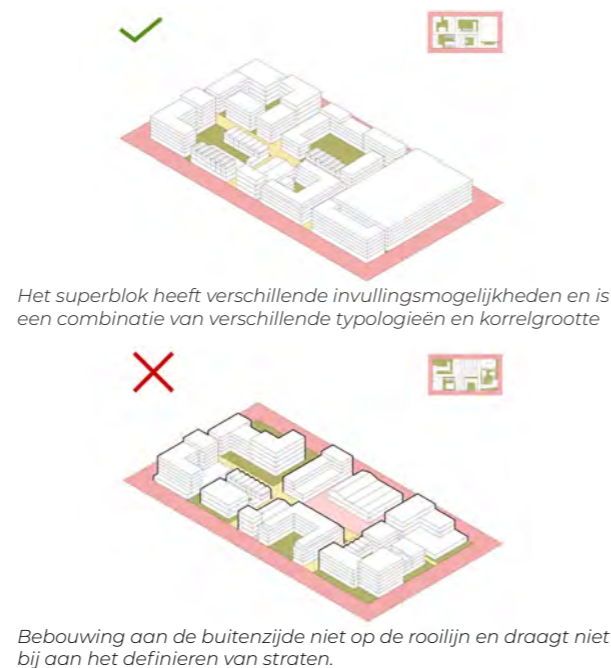 Het superblok heeft verschillende invullingsmogelijkheden en is
een combinatie van verschillende typologieën en korrelgrootte
Bebouwing aan de buitenzijde niet op de rooilijn en draagt niet
bij aan het definieren van straten.